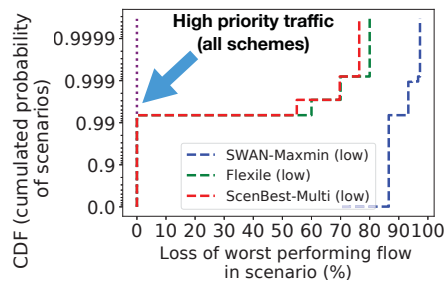 High priority traffic
(all schemes)
CDF (cumulated probability
of scenarios)
0.9999
0.999
0.99
0.9
0.0
SWAN-Maxmin (low)
Flexile (low)
ScenBest-Multi (low)
0 10 20 30 40 50 60 70 80 90 100
Loss of worst performing flow
in scenario (%)